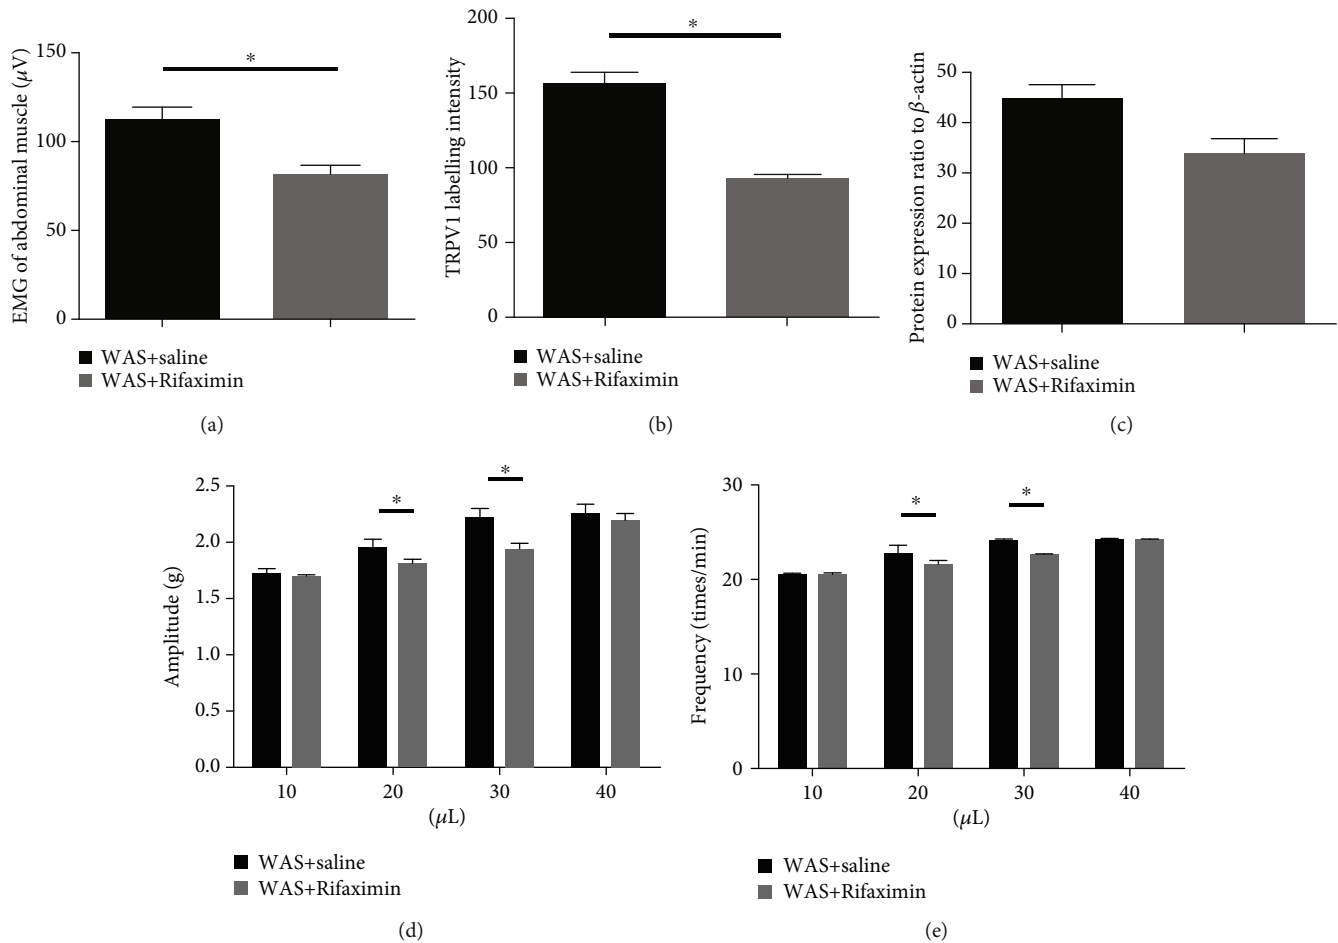 EMG of abdominal muscle (μV)
150
100
50
0
*
WAS+saline
WAS+Rifaximin
(a)
TRPV1 labelling intensity
200
150
100
50
0
*
WAS+saline
WAS+Rifaximin
(b)
Protein expression ratio to β-actin
50
40
30
20
10
0
WAS+saline
WAS+Rifaximin
(c)
Amplitude (g)
2.5
2.0
1.5
1.0
0.5
0.0
*
*
10 20 30 40
(μL)
WAS+saline
WAS+Rifaximin
(d)
Frequency (times/min)
30
20
10
0
*
*
10 20 30 40
(μL)
WAS+saline
WAS+Rifaximin
(e)